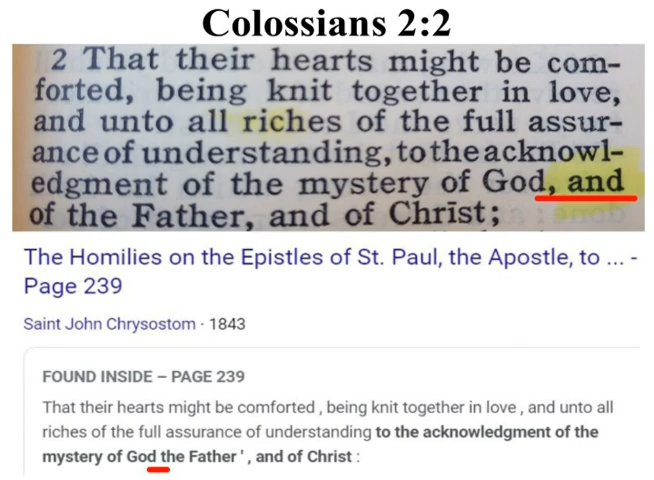 Colossians 2:2
2 That their hearts might be com-
forted, being knit together in love,
and unto all riches of the full assur-
ance of understanding, to the acknowl-
edgment of the mystery of God, and
of the Father, and of Chrīst;
The Homilies on the Epistles of St. Paul, the Apostle, to ... -
Page 239
Saint John Chrysostom · 1843
FOUND INSIDE – PAGE 239
That their hearts might be comforted , being knit together in love , and unto all
riches of the full assurance of understanding to the acknowledgment of the
mystery of God the Father ' , and of Christ :